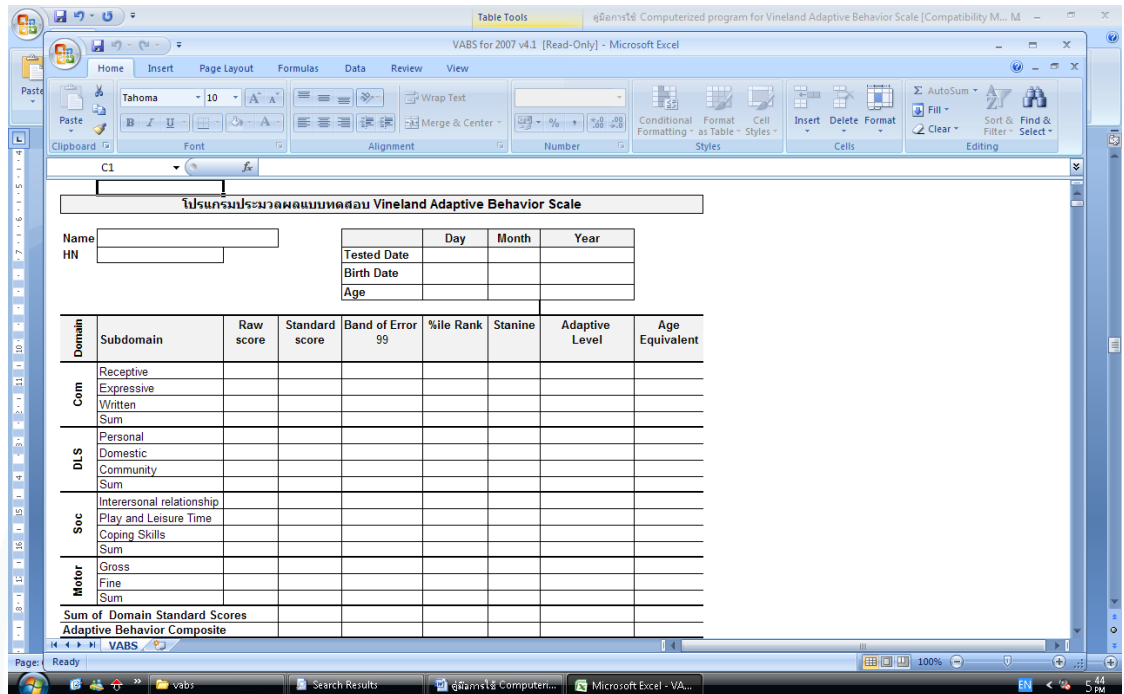 Table Tools
คู่มือการใช้ Computerized program for Vineland Adaptive Behavior Scale [Compatibility M... M
VABS for 2007 v4.1 [Read-Only] - Microsoft Excel
Home Insert Page Layout Formulas Data Review View
Paste
Paste
Tahoma 10
Wrap Text
Merge & Center
Conditional Formatting
Format as Table
Cell Styles
Insert Delete Format
Σ AutoSum
Fill
Clear
Sort & Filter
Find & Select
Clipboard Font Alignment Number Styles Cells Editing
C1 fx
โปรแกรมประมวลผลแบบทดสอบ Vineland Adaptive Behavior Scale
Name
HN
Day Month Year
Tested Date
Birth Date
Age
Domain Subdomain Raw score Standard score Band of Error 99 %ile Rank Stanine Adaptive Level Age Equivalent
Com
Receptive
Expressive
Written
Sum
DLS
Personal
Domestic
Community
Sum
Soc
Interersonal relationship
Play and Leisure Time
Coping Skills
Sum
Motor
Gross
Fine
Sum
Sum of Domain Standard Scores
Adaptive Behavior Composite
VABS
Page:
Ready 100%
vabs Search Results คู่มือการใช้ Computeri... Microsoft Excel - VA... EN 5:44 PM